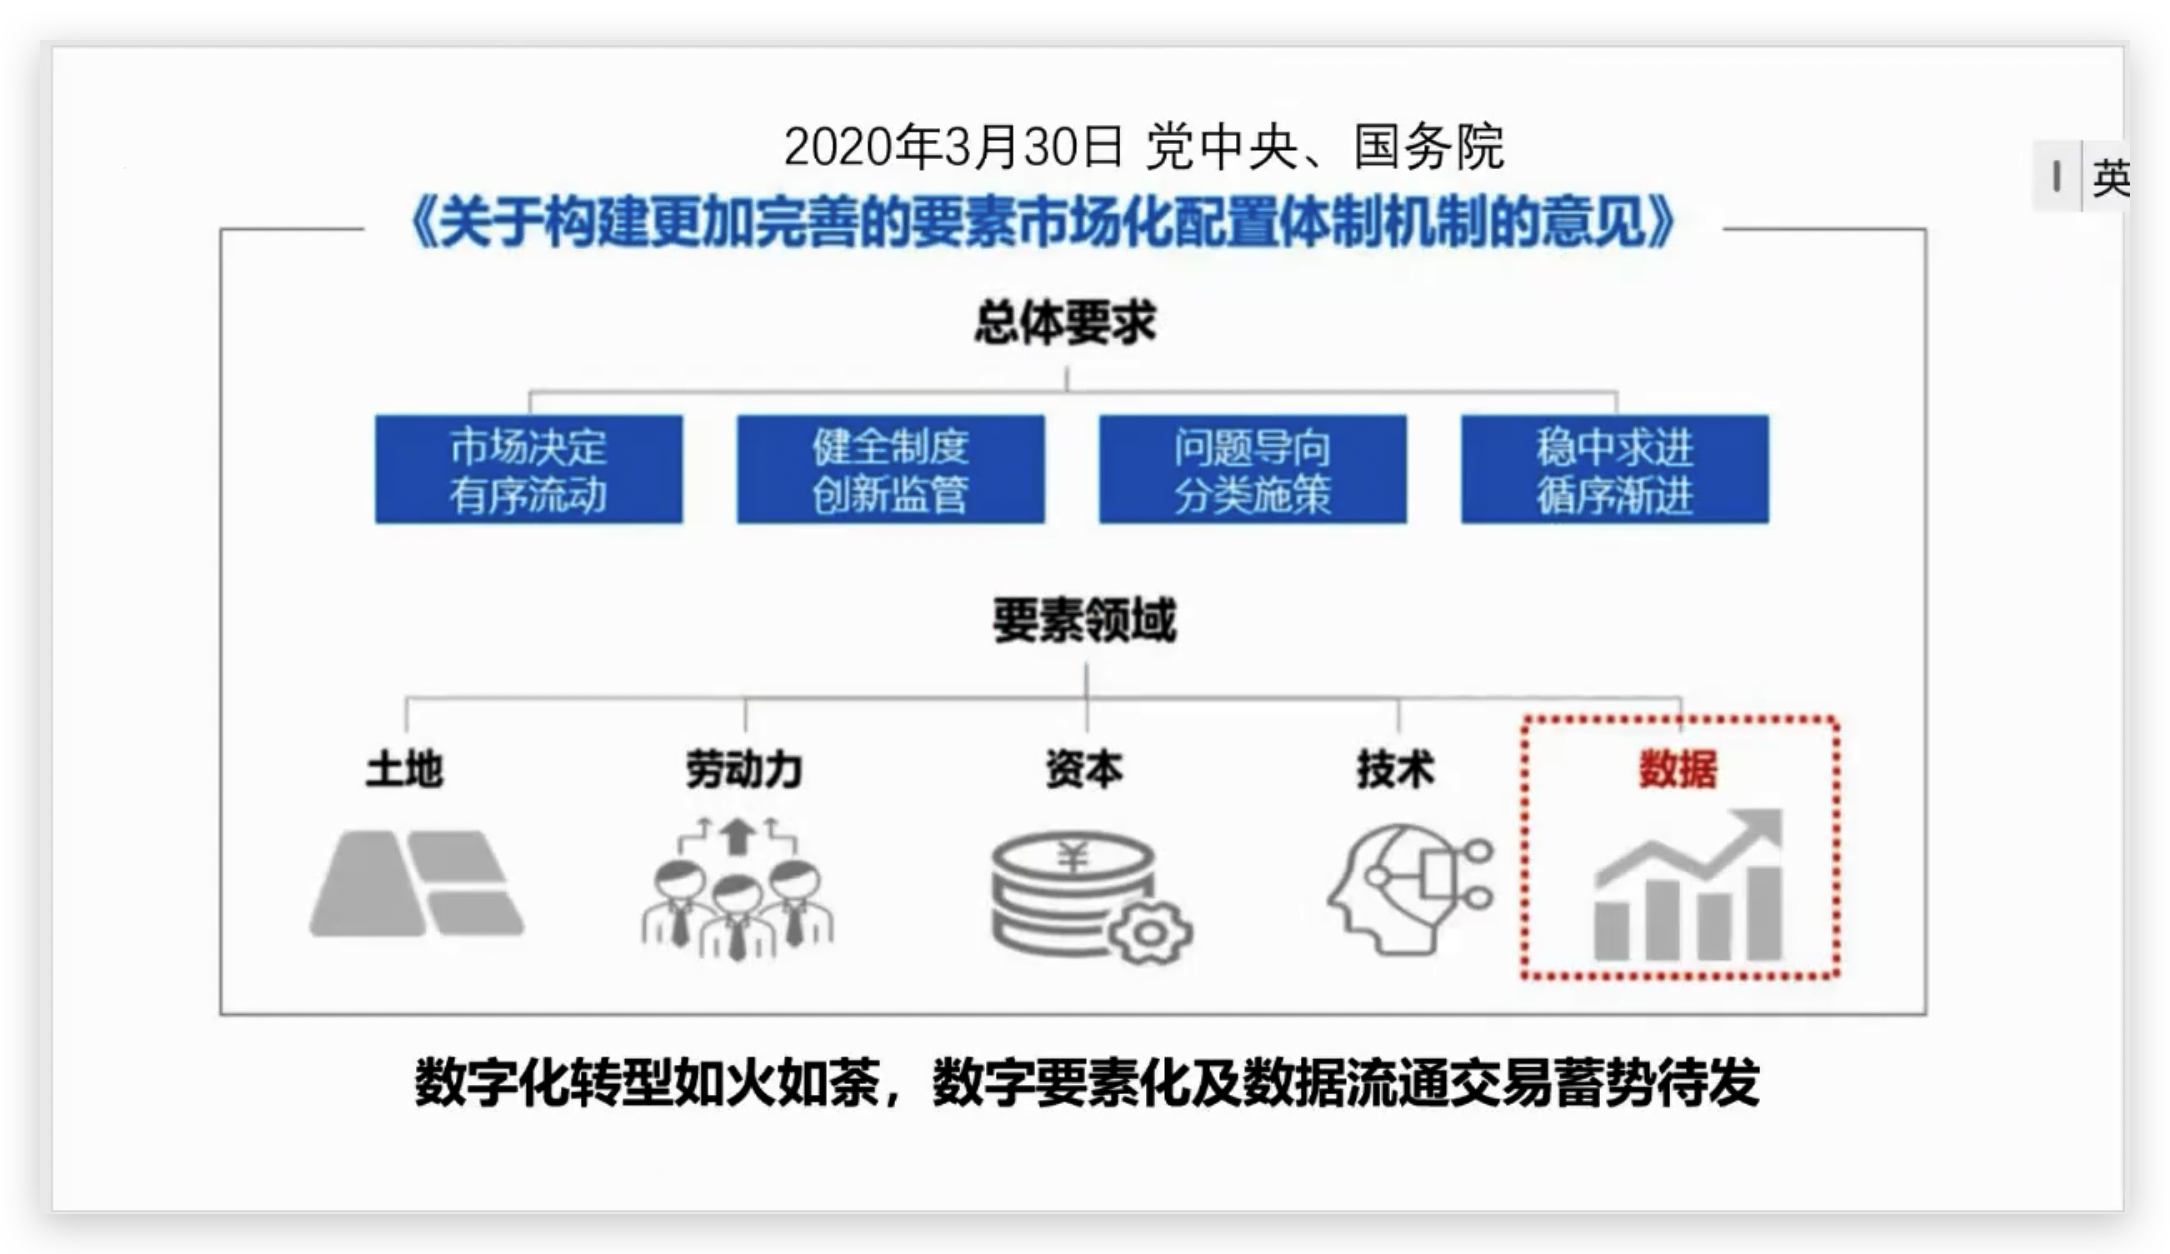 2020年3月30日 党中央、国务院
英
《关于构建更加完善的要素市场化配置体制机制的意见》
总体要求
市场决定
有序流动
健全制度
创新监管
问题导向
分类施策
稳中求进
循序渐进
要素领域
土地
劳动力
资本
技术
数据
¥
数字化转型如火如荼，数字要素化及数据流通交易蓄势待发